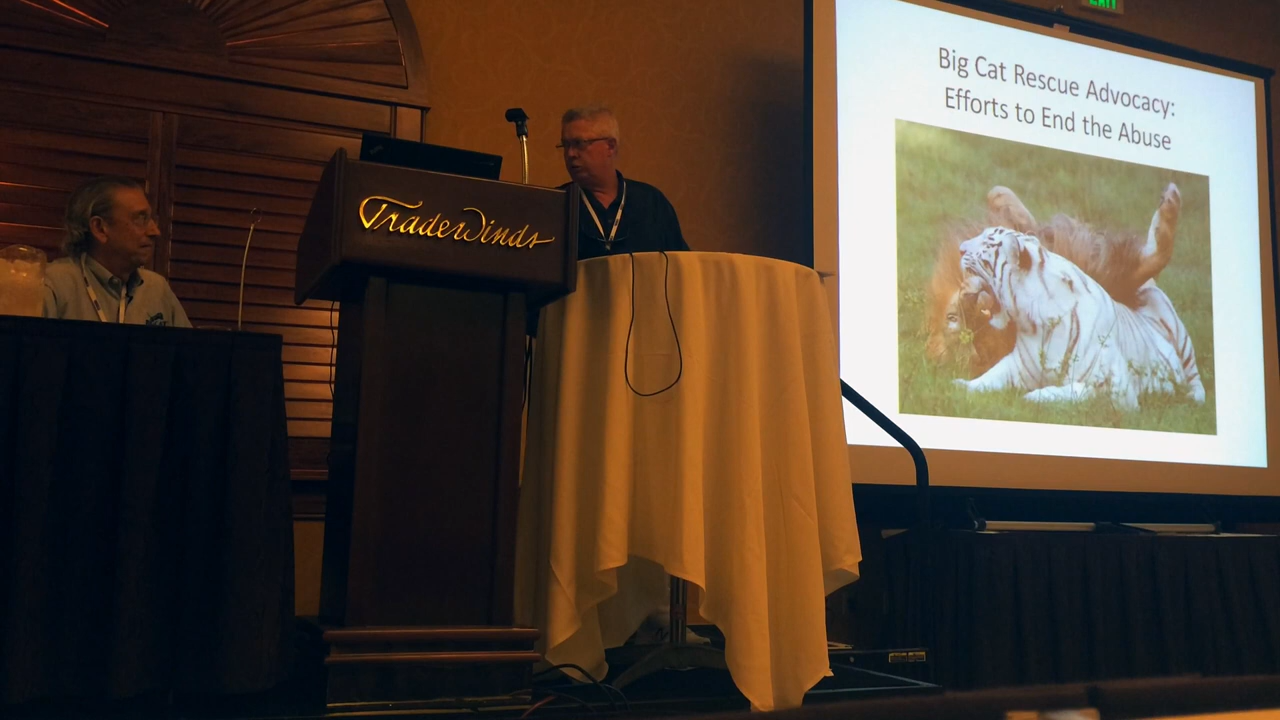 EXIT
Big Cat Rescue Advocacy:
Efforts to End the Abuse
TradeWinds